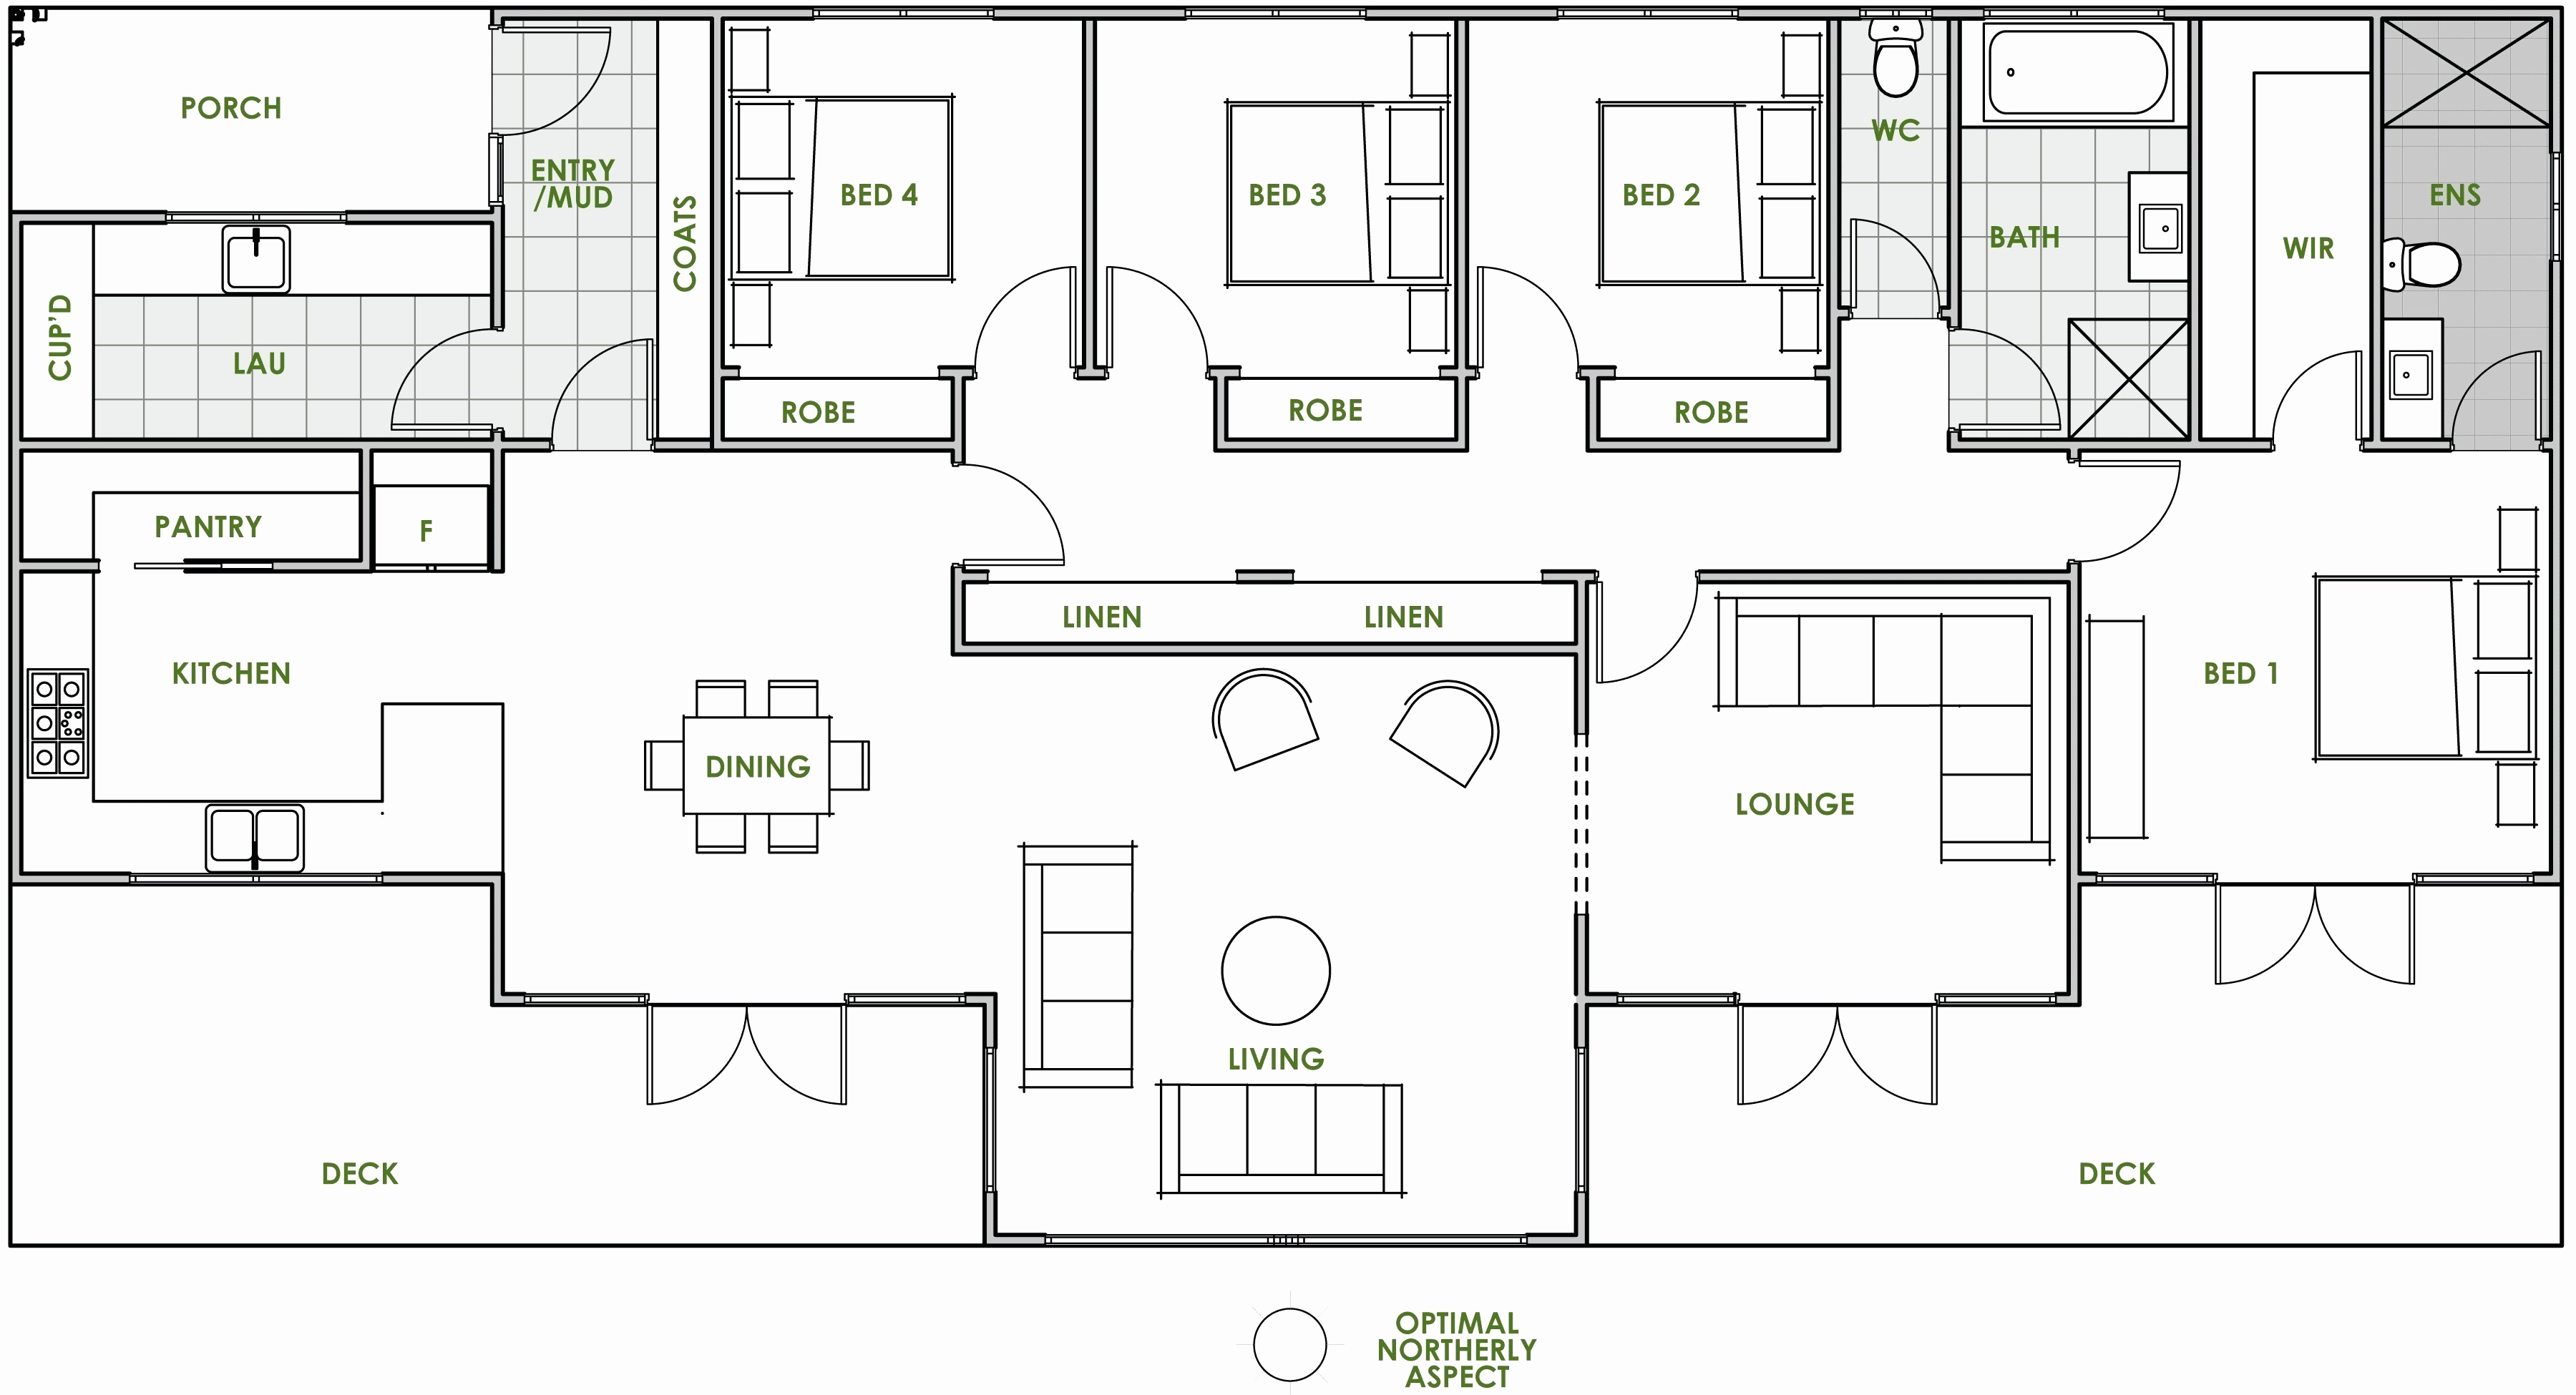 PORCH
ENTRY
/MUD
COATS
BED 4
BED 3
BED 2
WC
BATH
WIR
ENS
CUP'D
LAU
ROBE
ROBE
ROBE
PANTRY
F
LINEN
LINEN
KITCHEN
DINING
LOUNGE
BED 1
LIVING
DECK
DECK
OPTIMAL
NORTHERLY
ASPECT